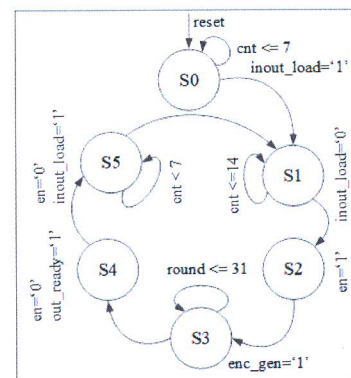 reset
cnt <= 7
inout_load=‘1’
S0
S5
S1
cnt < 7
cnt <=14
en=‘0’
inout_load=‘1’
inout_load=‘0’
S4
S2
round <= 31
en=‘0’
out_ready=‘1’
en=‘1’
S3
enc_gen=‘1’